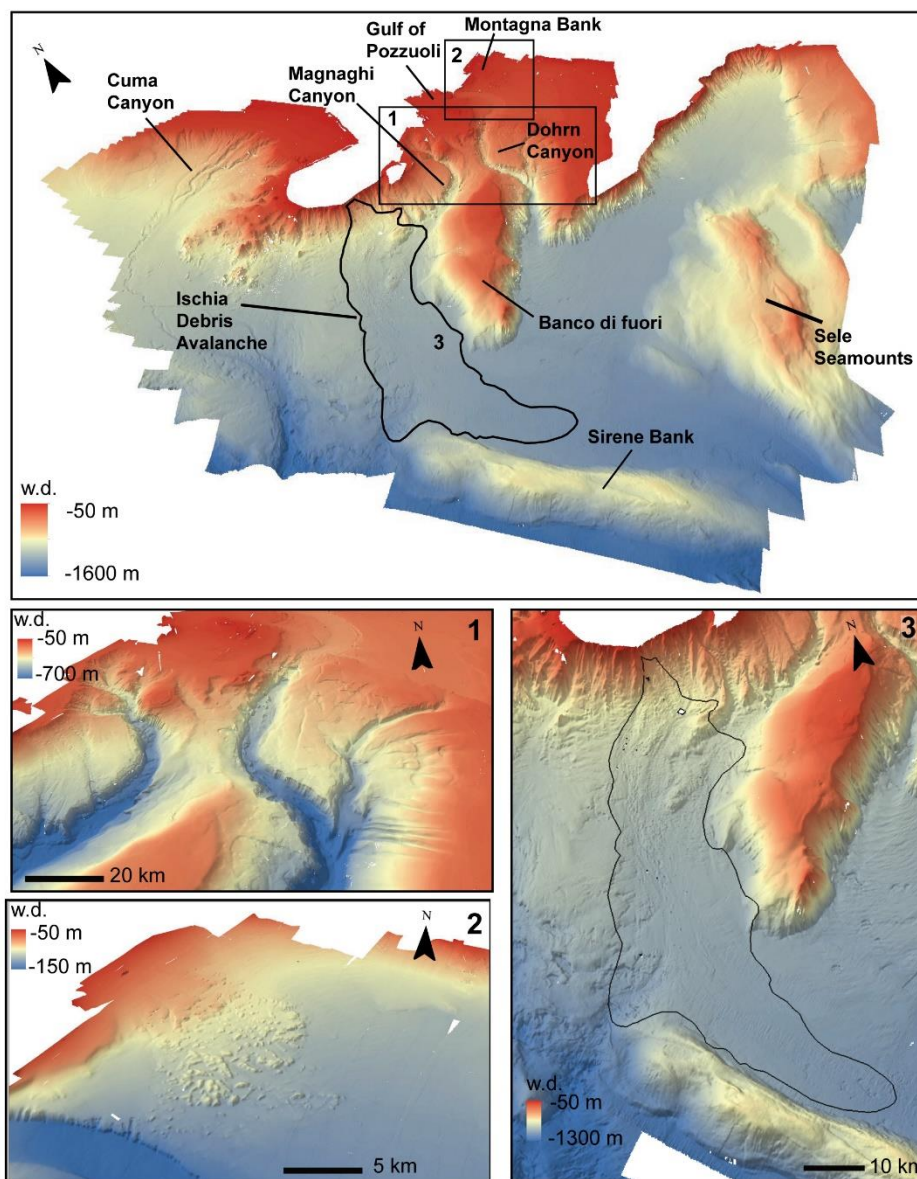 N
Cuma
Canyon
Magnaghi
Canyon
Gulf of
Pozzuoli
Montagna Bank
2
1
Dohrn
Canyon
Ischia
Debris
Avalanche
3
Banco di fuori
Sele
Seamounts
Sirene Bank
w.d.
-50 m
-1600 m
w.d.
-50 m
-700 m
N
1
20 km
w.d.
-50 m
-150 m
N
2
5 km
N
3
w.d.
-50 m
-1300 m
10 km